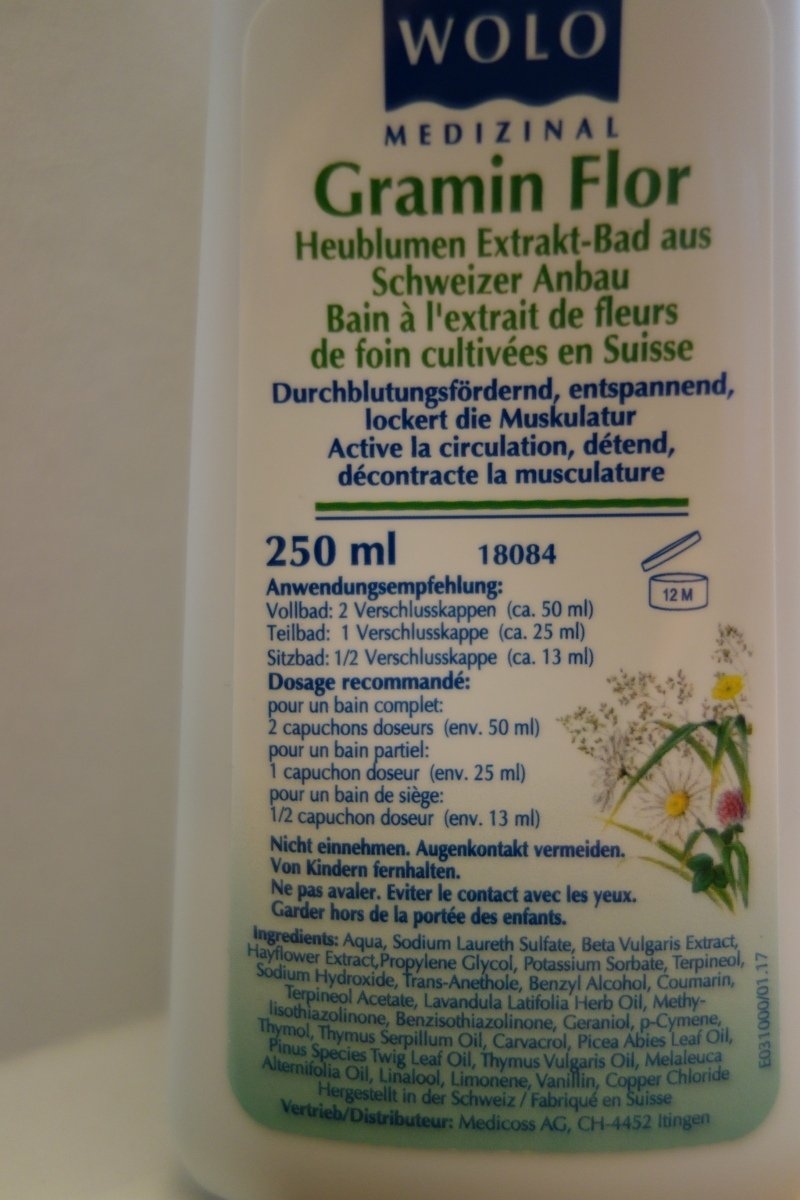 WOLO
MEDIZINAL
Gramin Flor
Heublumen Extrakt-Bad aus
Schweizer Anbau
Bain à l'extrait de fleurs
de foin cultivées en Suisse
Durchblutungsfördernd, entspannend,
lockert die Muskulatur
Active la circulation, détend,
décontracte la musculature
250 ml 18084
12 M
Anwendungsempfehlung:
Vollbad: 2 Verschlusskappen (ca. 50 ml)
Teilbad: 1 Verschlusskappe (ca. 25 ml)
Sitzbad: 1/2 Verschlusskappe (ca. 13 ml)
Dosage recommandé:
pour un bain complet:
2 capuchons doseurs (env. 50 ml)
pour un bain partiel:
1 capuchon doseur (env. 25 ml)
pour un bain de siège:
1/2 capuchon doseur (env. 13 ml)
Nicht einnehmen. Augenkontakt vermeiden.
Von Kindern fernhalten.
Ne pas avaler. Eviter le contact avec les yeux.
Garder hors de la portée des enfants.
Ingredients: Aqua, Sodium Laureth Sulfate, Beta Vulgaris Extract,
Hayflower Extract,Propylene Glycol, Potassium Sorbate, Terpineol,
Sodium Hydroxide, Trans-Anethole, Benzyl Alcohol, Coumarin,
Terpineol Acetate, Lavandula Latifolia Herb Oil, Methy-
lisothiazolinone, Benzisothiazolinone, Geraniol, p-Cymene,
Thymol, Thymus Serpillum Oil, Carvacrol, Picea Abies Leaf Oil,
Pinus Species Twig Leaf Oil, Thymus Vulgaris Oil, Melaleuca
Alternifolia Oil, Linalool, Limonene, Vanillin, Copper Chloride
Hergestellt in der Schweiz / Fabriqué en Suisse
Vertrieb/Distributeur: Medicoss AG, CH-4452 Itingen
E031000/01.17